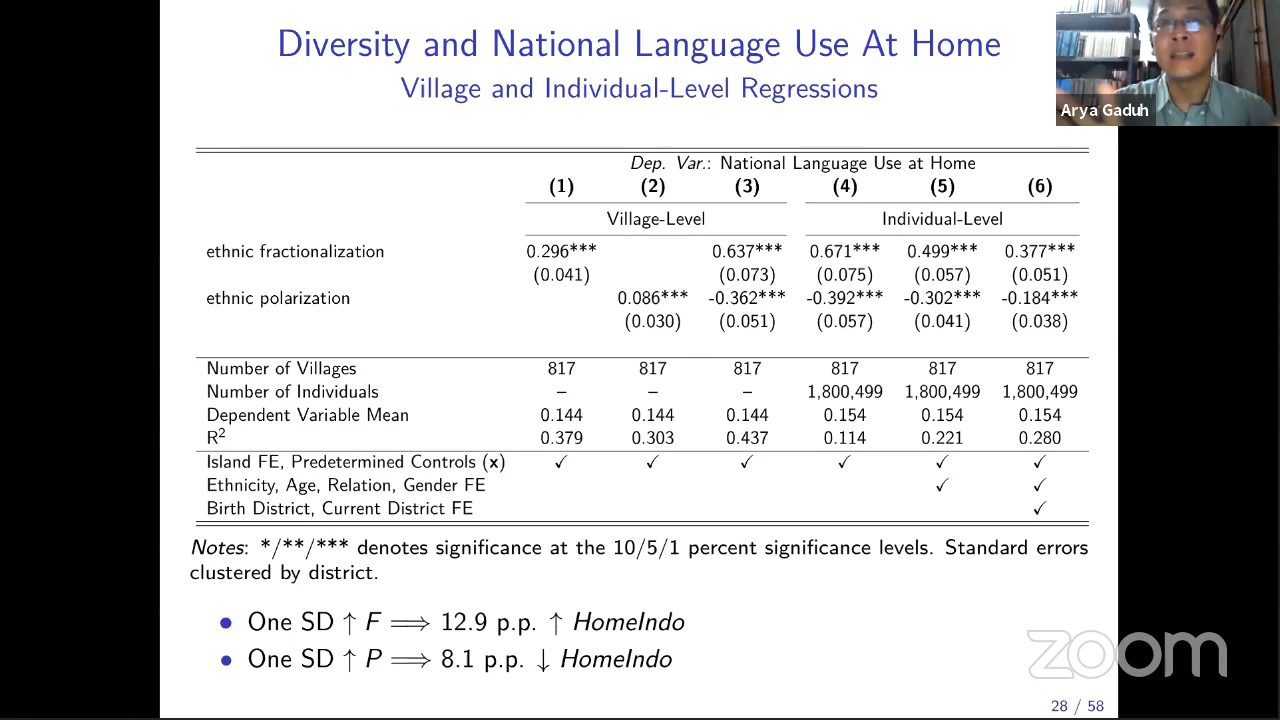 Diversity and National Language Use At Home
Village and Individual-Level Regressions
Arya Gaduh
Dep. Var.: National Language Use at Home
(1) (2) (3) (4) (5) (6)
Village-Level Individual-Level
ethnic fractionalization 0.296*** 0.637*** 0.671*** 0.499*** 0.377***
(0.041) (0.073) (0.075) (0.057) (0.051)
ethnic polarization 0.086*** -0.362*** -0.392*** -0.302*** -0.184***
(0.030) (0.051) (0.057) (0.041) (0.038)
Number of Villages 817 817 817 817 817 817
Number of Individuals – – – 1,800,499 1,800,499 1,800,499
Dependent Variable Mean 0.144 0.144 0.144 0.154 0.154 0.154
R² 0.379 0.303 0.437 0.114 0.221 0.280
Island FE, Predetermined Controls (x) ✓ ✓ ✓ ✓ ✓ ✓
Ethnicity, Age, Relation, Gender FE ✓ ✓
Birth District, Current District FE ✓
Notes: */**/*** denotes significance at the 10/5/1 percent significance levels. Standard errors
clustered by district.
• One SD ↑ F ⟹ 12.9 p.p. ↑ HomeIndo
• One SD ↑ P ⟹ 8.1 p.p. ↓ HomeIndo
zoom
28 / 58